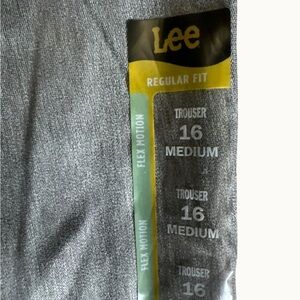 Lee
REGULAR FIT
TROUSER
16
MEDIUM
FLEX MOTION
TROUSER
16
MEDIUM
FLEX MOTION
TROUSER
16